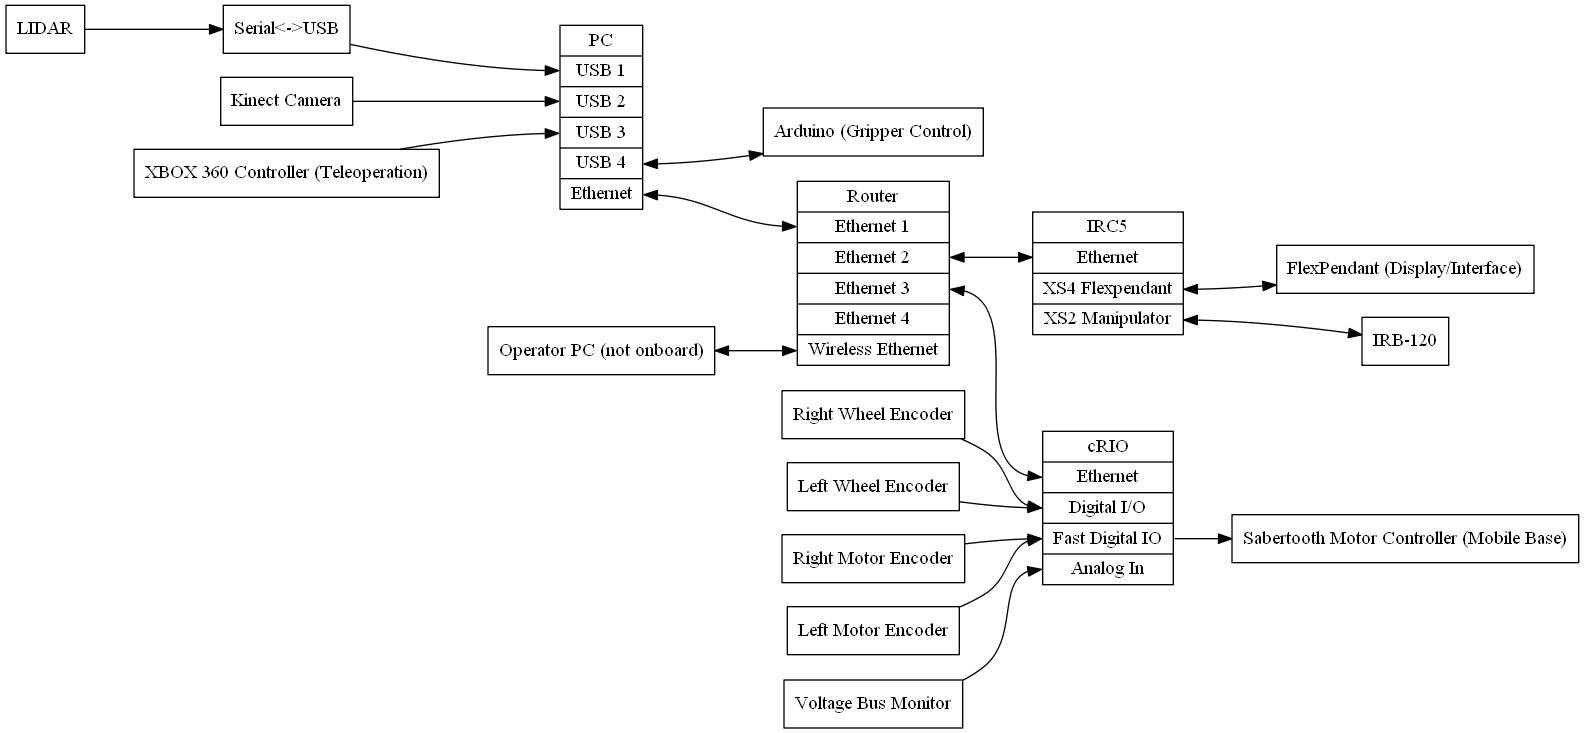 LIDAR
Serial<->USB
Kinect Camera
XBOX 360 Controller (Teleoperation)
PC
USB 1
USB 2
USB 3
USB 4
Ethernet
Arduino (Gripper Control)
Router
Ethernet 1
Ethernet 2
Ethernet 3
Ethernet 4
Wireless Ethernet
Operator PC (not onboard)
IRC5
Ethernet
XS4 Flexpendant
XS2 Manipulator
FlexPendant (Display/Interface)
IRB-120
Right Wheel Encoder
Left Wheel Encoder
Right Motor Encoder
Left Motor Encoder
Voltage Bus Monitor
cRIO
Ethernet
Digital I/O
Fast Digital IO
Analog In
Sabertooth Motor Controller (Mobile Base)